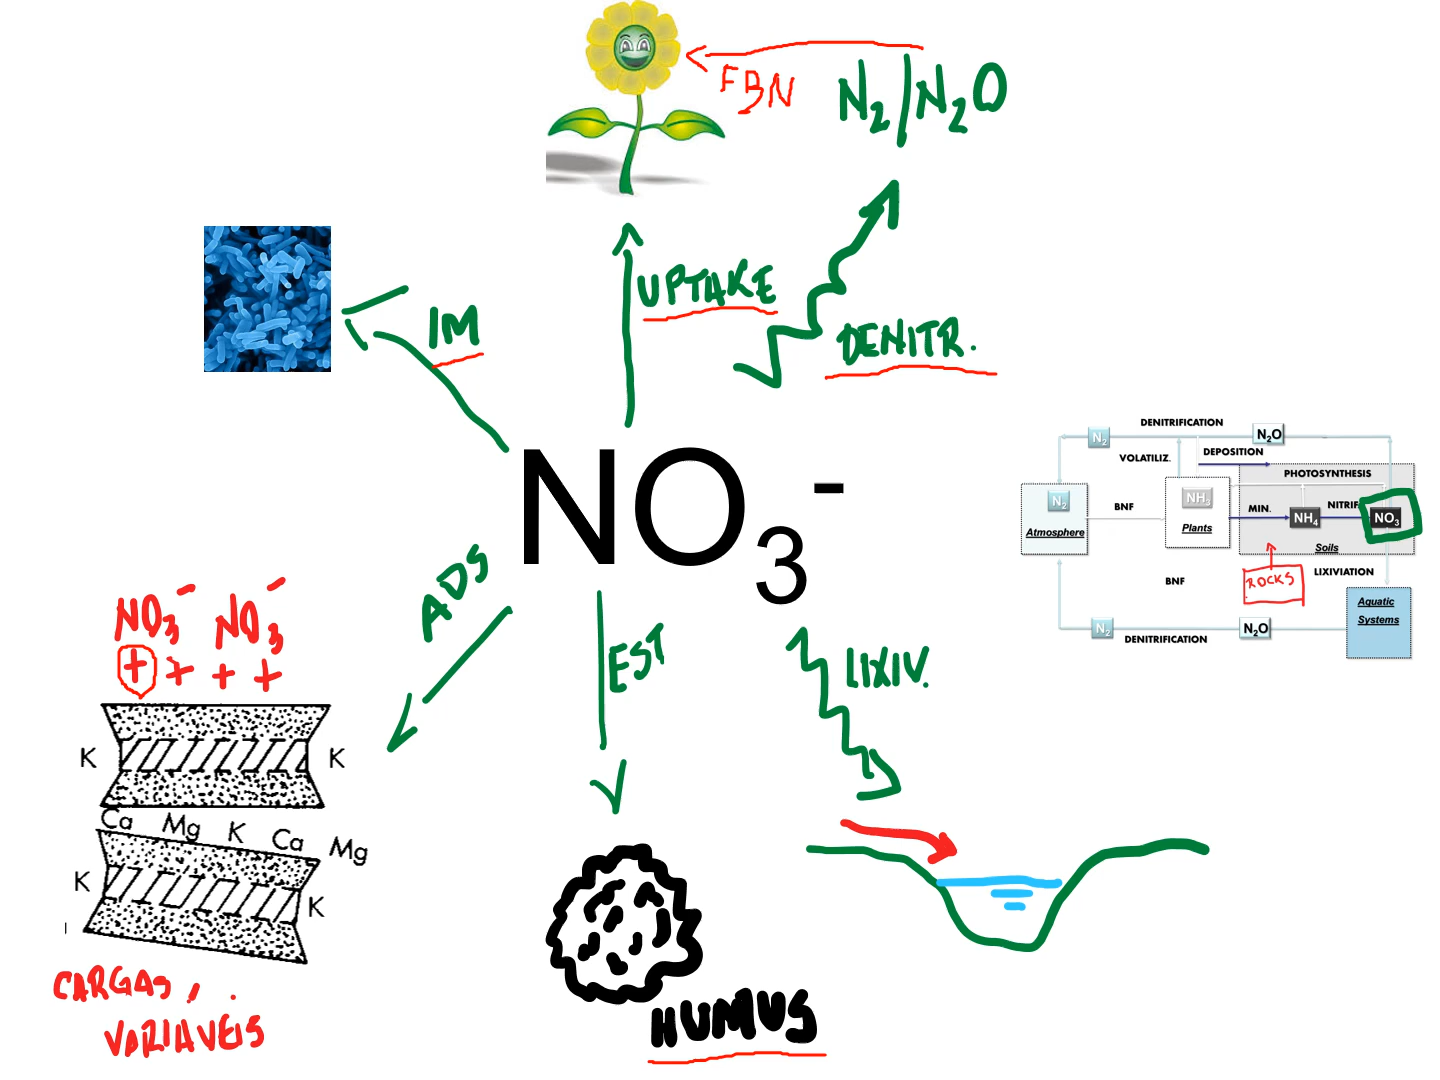 FBN
N2/N2O
UPTAKE
IM
DENITR.
NO3-
ADS
EST
LIXIV.
NO3- NO3-
+ + + +
K K
Ca Mg K Ca Mg
K K
CARGAS
VARIÁVEIS
HUMUS
DENITRIFICATION
N2 N2O
VOLATILIZ. DEPOSITION
PHOTOSYNTHESIS
N2 NH3
BNF MIN. NITRIF
NH4 NO3
Atmosphere Plants
Soils
LIXIVIATION
BNF ROCKS
Aquatic
Systems
N2 N2O
DENITRIFICATION